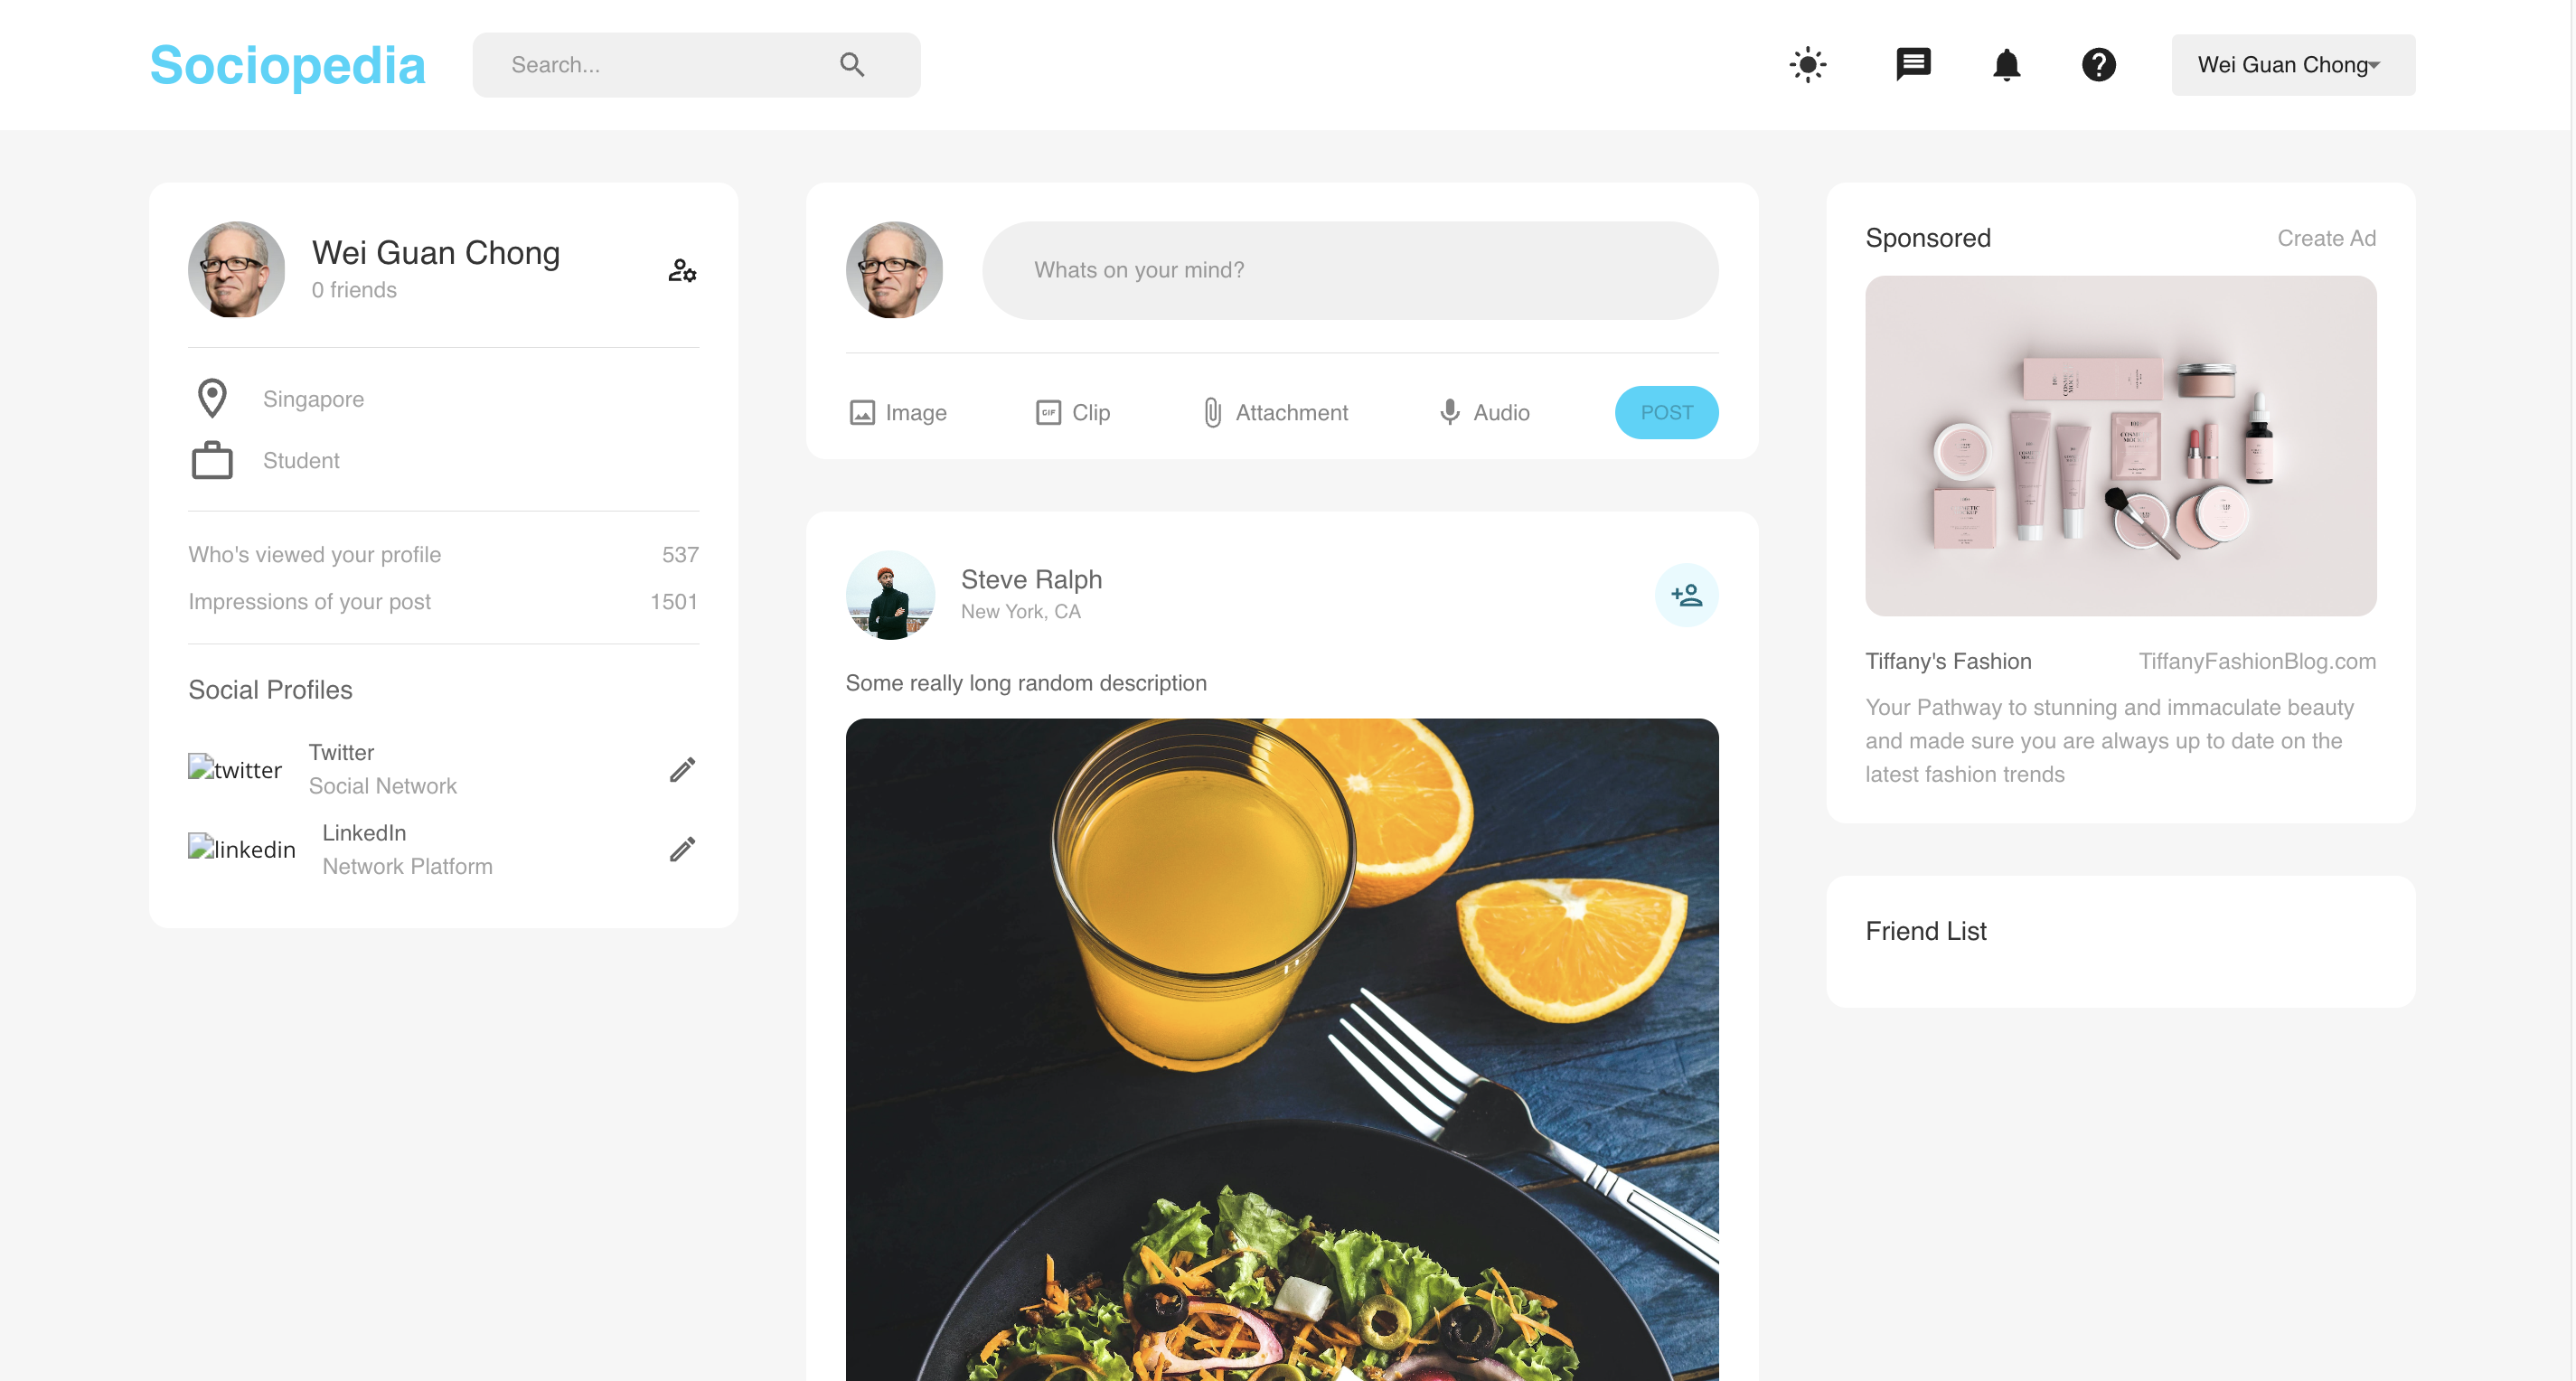 Sociopedia
Search...
Wei Guan Chong
Wei Guan Chong
0 friends
Singapore
Student
Who's viewed your profile 537
Impressions of your post 1501
Social Profiles
twitter
Twitter
Social Network
linkedin
LinkedIn
Network Platform
Whats on your mind?
Image
GIF
Clip
Attachment
Audio
POST
Steve Ralph
New York, CA
Some really long random description
Sponsored
Create Ad
Tiffany's Fashion
TiffanyFashionBlog.com
Your Pathway to stunning and immaculate beauty
and made sure you are always up to date on the
latest fashion trends
Friend List